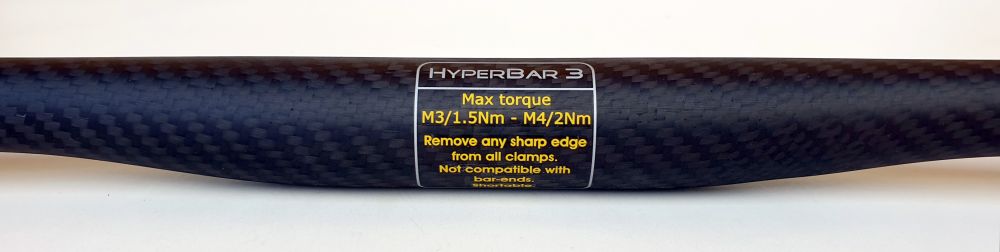 HYPERBAR 3
Max torque
M3/1.5Nm - M4/2Nm
Remove any sharp edge
from all clamps.
Not compatible with
bar-ends.
Shortable.